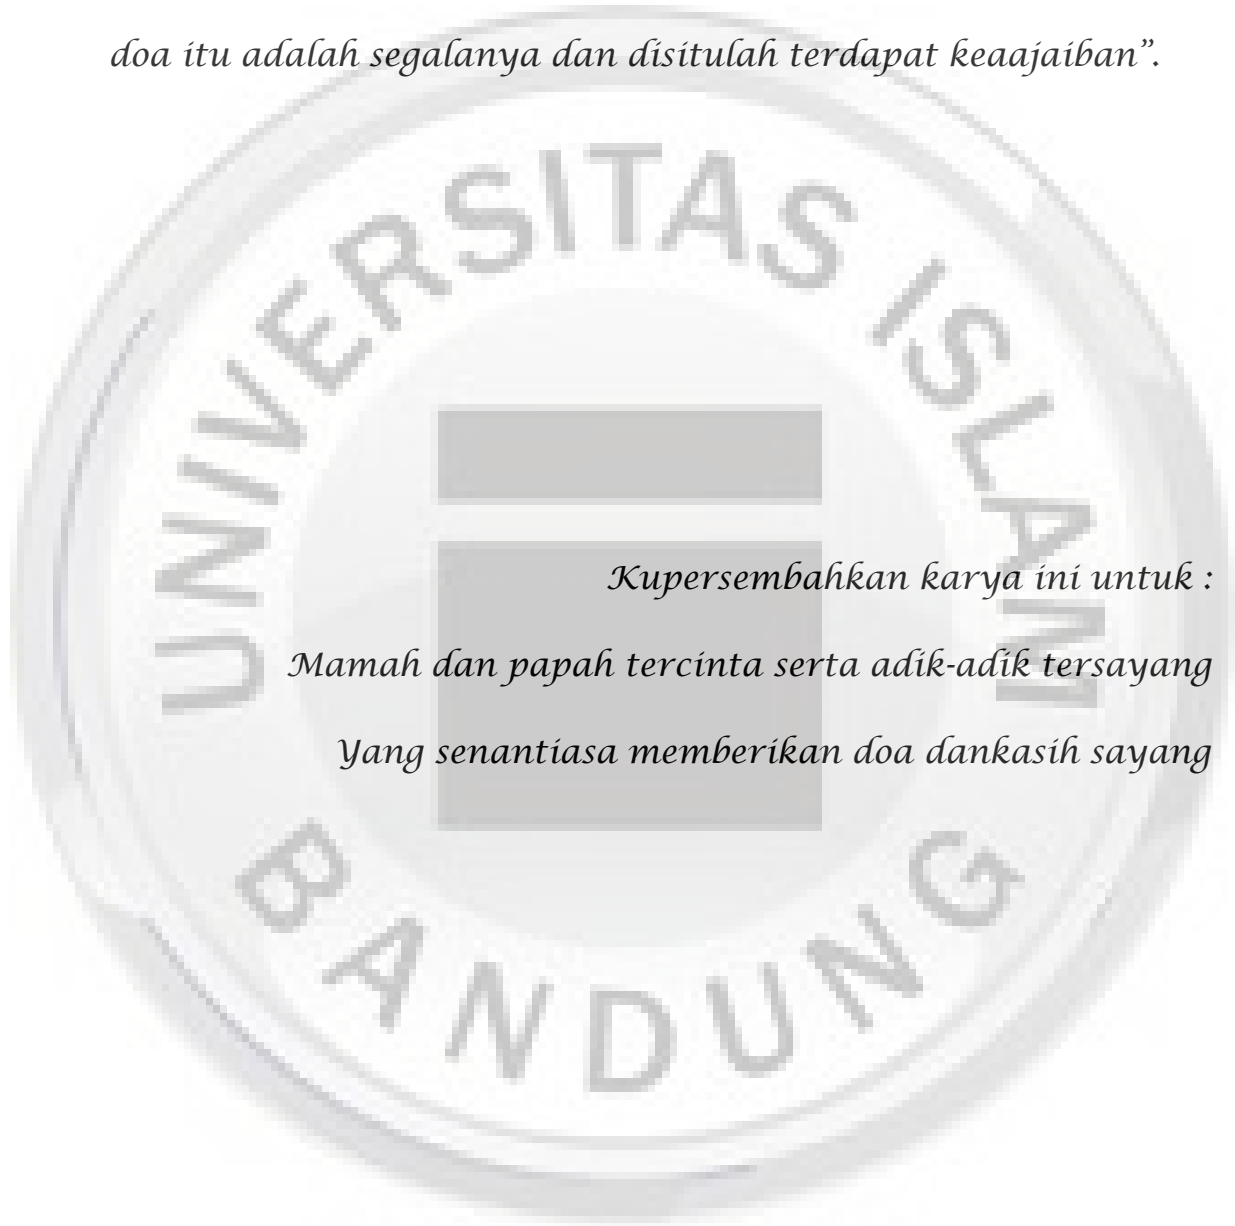 doa itu adalah segalanya dan disitulah terdapat keaajaiban”.
UNIVERSITAS ISLAM
Kupersembahkan karya ini untuk :
Mamah dan papah tercinta serta adik-adik tersayang
Yang senantiasa memberikan doa dankasih sayang
BANDUNG